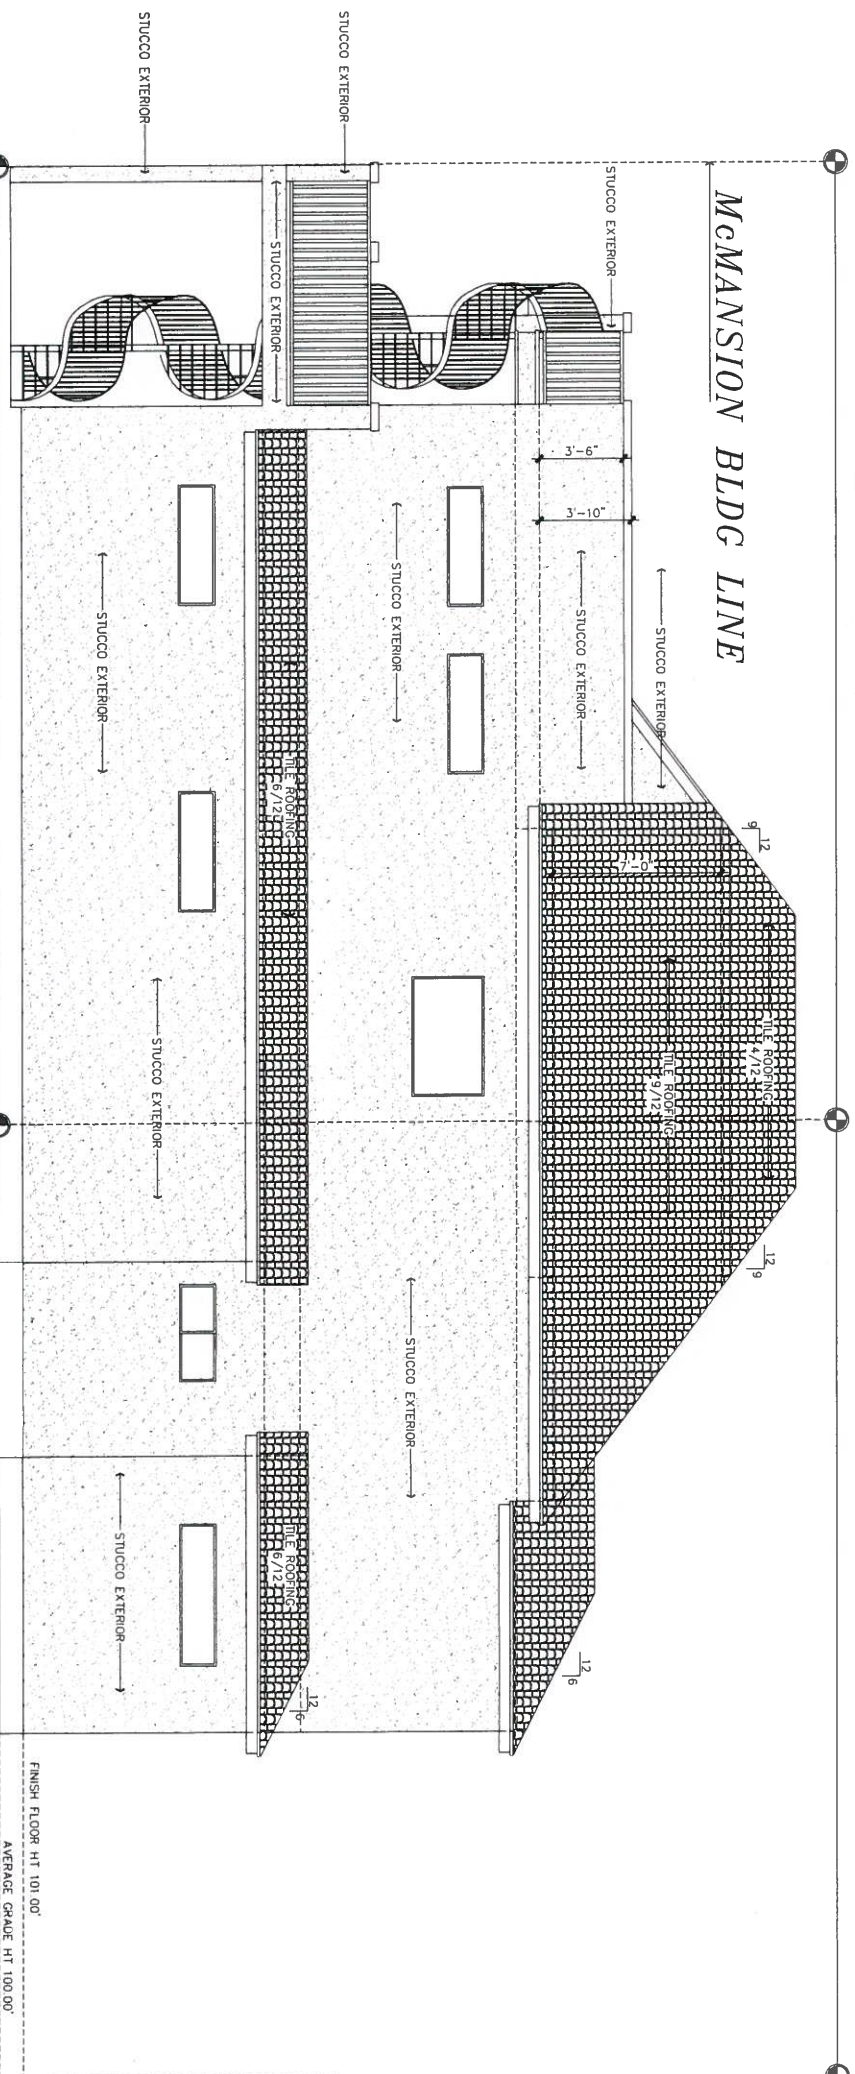 McMANSION BLDG LINE
STUCCO EXTERIOR
STUCCO EXTERIOR
STUCCO EXTERIOR
STUCCO EXTERIOR
3'-6"
3'-10"
STUCCO EXTERIOR
STUCCO EXTERIOR
STUCCO EXTERIOR
STUCCO EXTERIOR
12
9
7'-0"
TILE ROOFING
4/12
TILE ROOFING
9/12
TILE ROOFING
6/12
12
9
STUCCO EXTERIOR
STUCCO EXTERIOR
12
6
TILE ROOFING
6/12
12
6
STUCCO EXTERIOR
FINISH FLOOR HT 101.00'
AVERAGE GRADE HT 100.00'